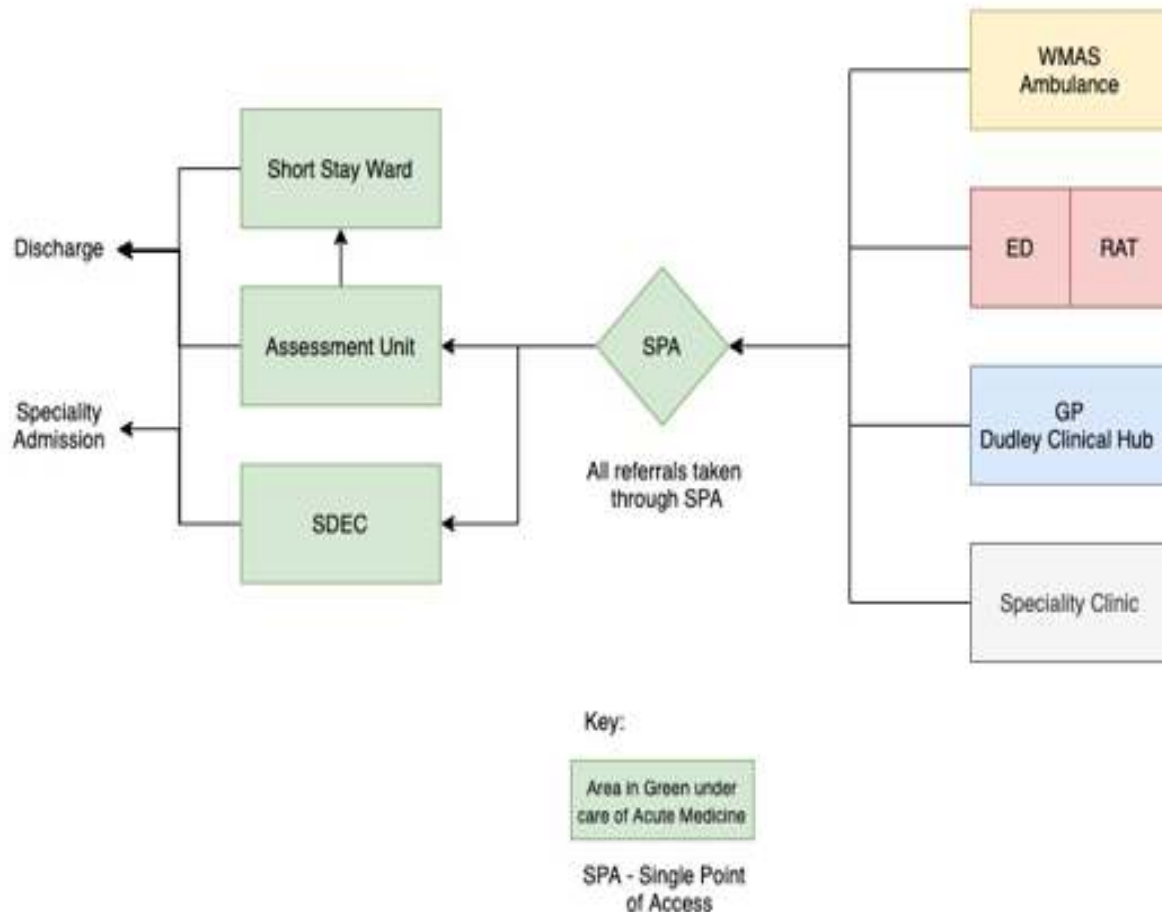 WMAS
Ambulance
Short Stay Ward
Discharge
ED
RAT
Assessment Unit
SPA
Speciality
Admission
GP
Dudley Clinical Hub
All referrals taken
through SPA
SDEC
Speciality Clinic
Key:
Area in Green under
care of Acute Medicine
SPA - Single Point
of Access